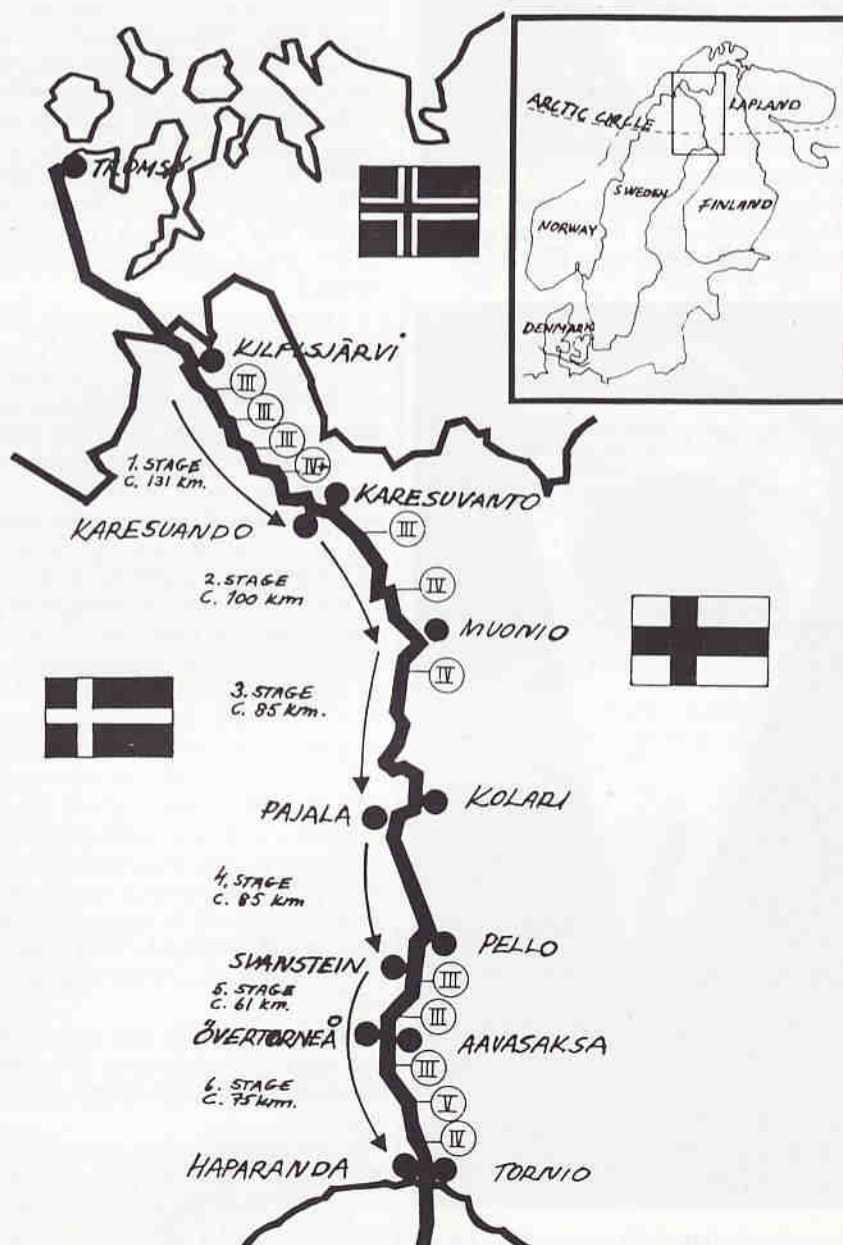 TROMSØ
ARCTIC CIRLLE
LAPLAND
SWEDEN
FINLAND
NORWAY
DENMARK
KILPISJÄRVI
III
III
III
IV+
1. STAGE
C. 131 Km.
KARESUVANTO
KARESUANDO
III
2. STAGE
C. 100 Km
IV
MUONIO
IV
3. STAGE
C. 85 Km.
KOLARI
PAJALA
4. STAGE
C. 85 Km
PELLO
SVANSTEIN
III
5. STAGE
C. 61 Km.
III
ÖVERTORNEÅ
AAVASAKSA
III
6. STAGE
C. 75 Km.
V
IV
HAPARANDA
TORNIO